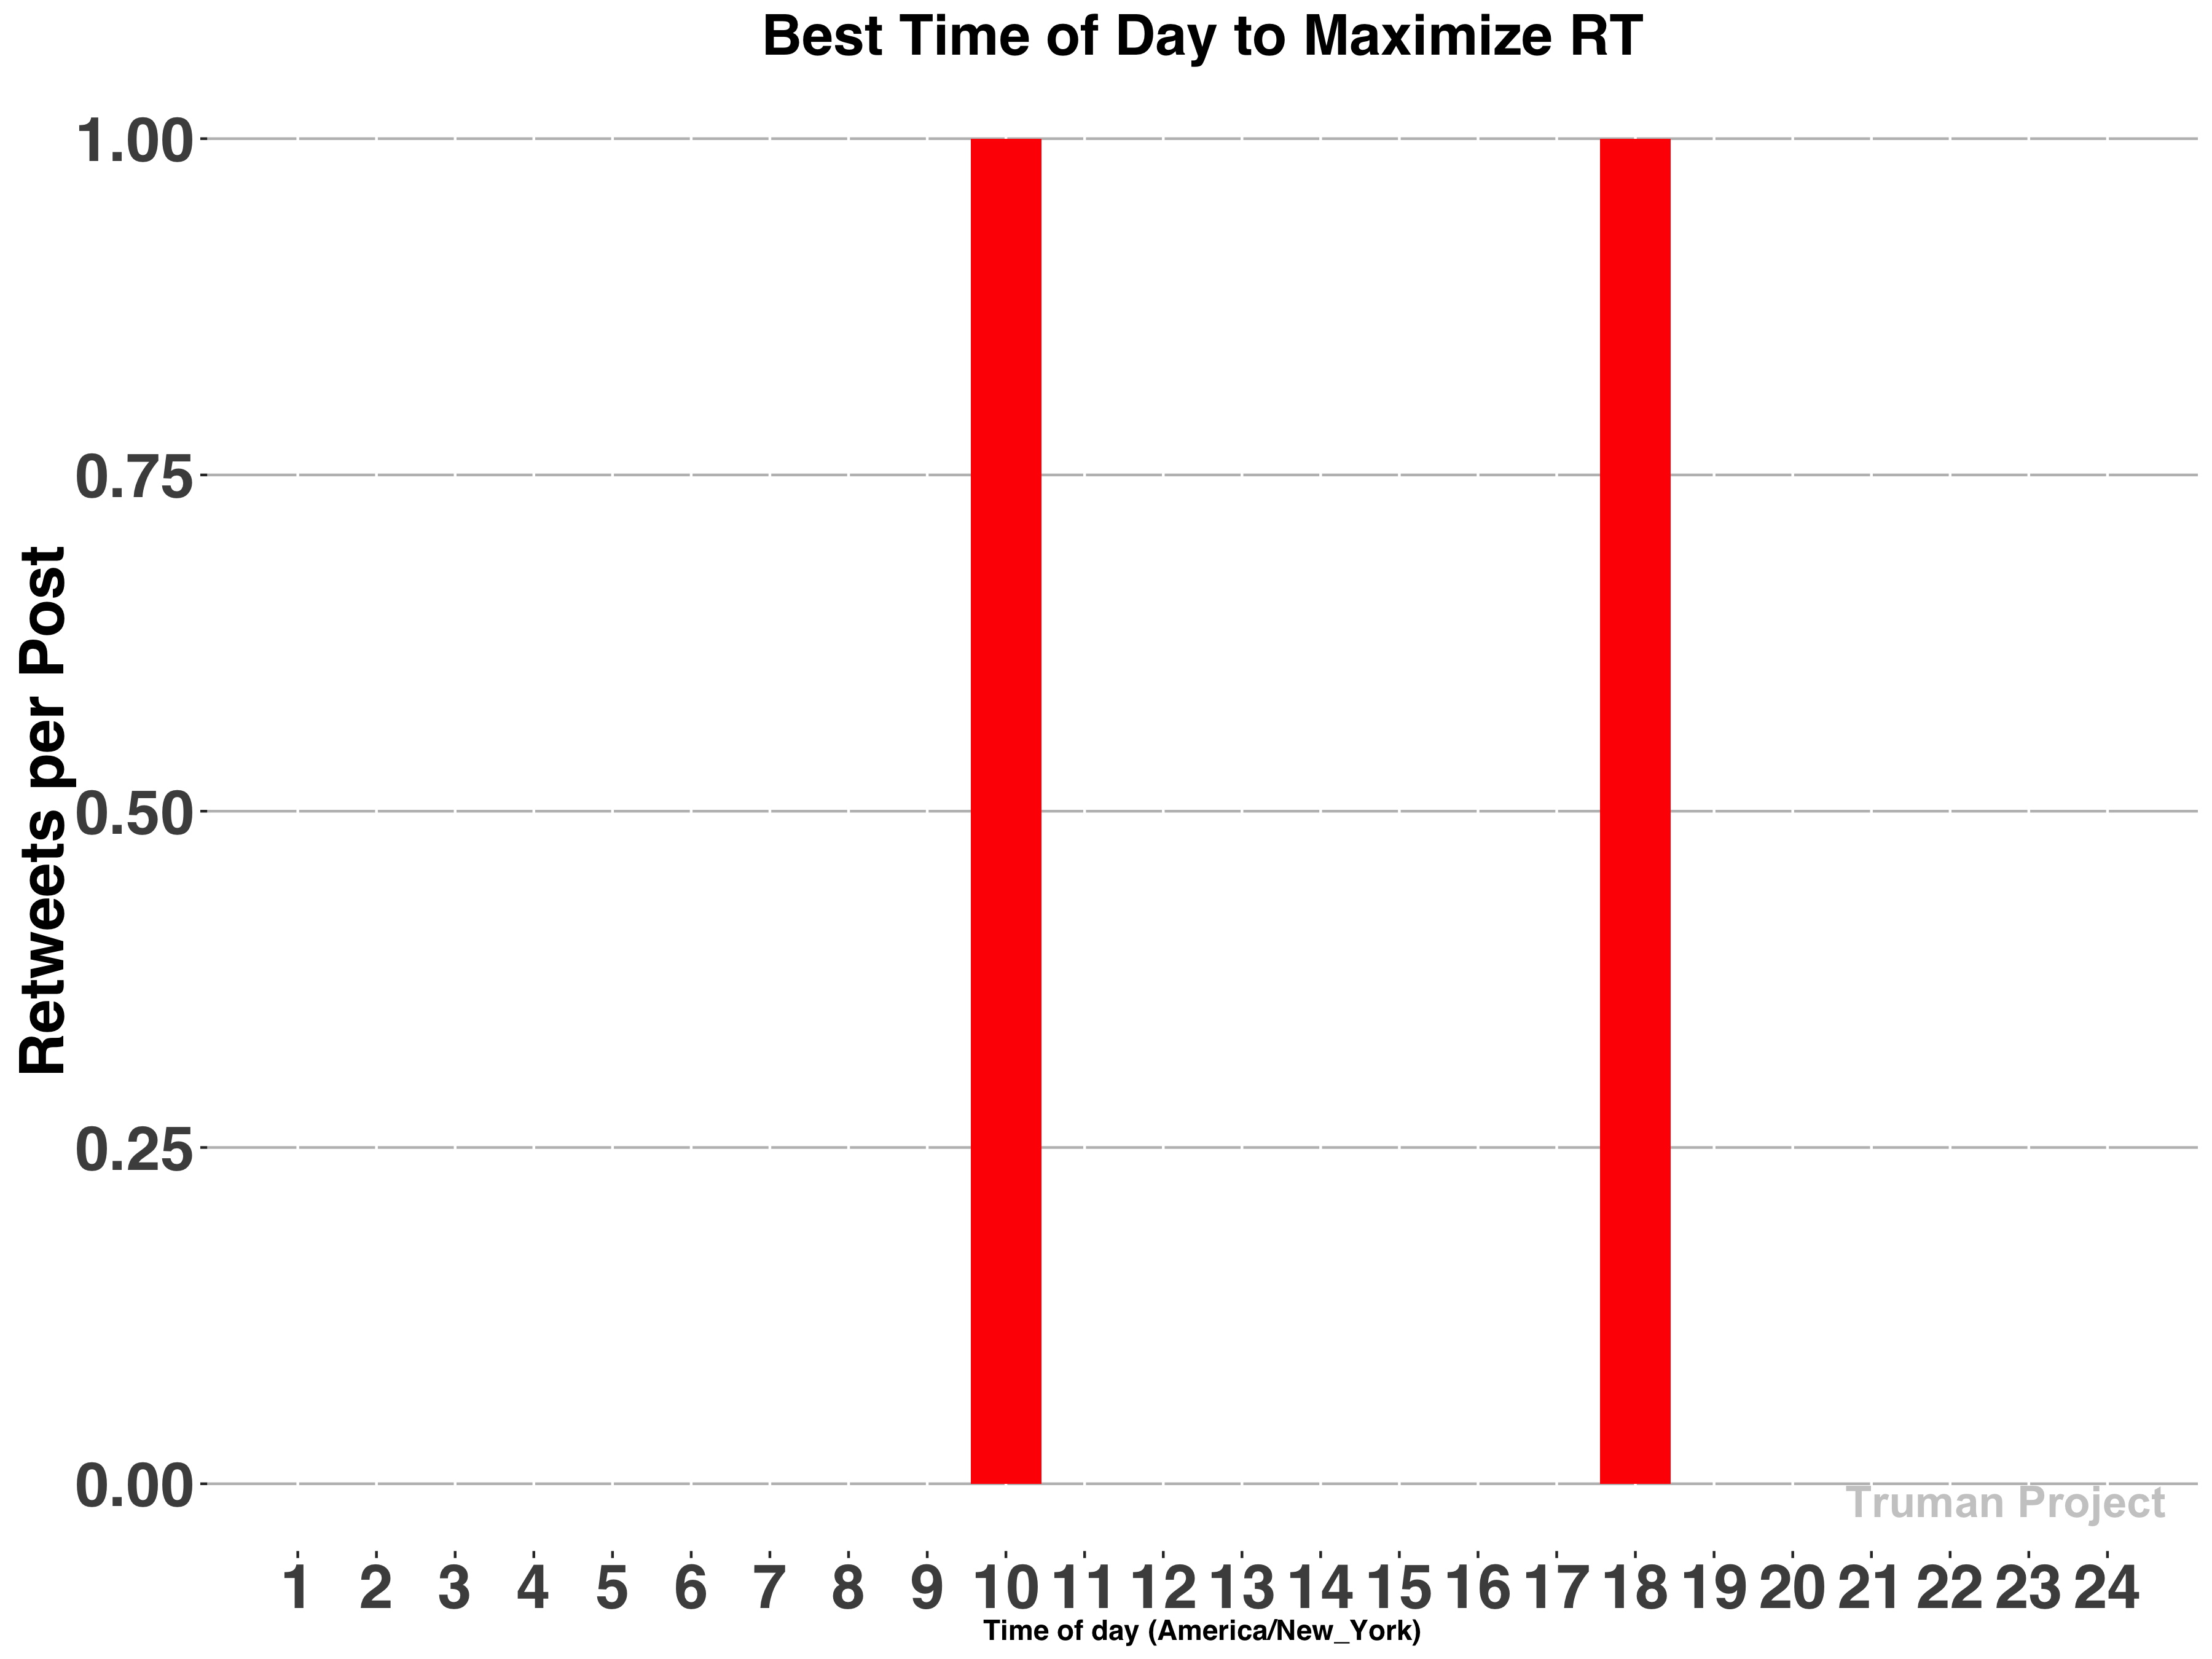 Best Time of Day to Maximize RT
Retweets per Post
1.00
0.75
0.50
0.25
0.00
Truman Project
1 2 3 4 5 6 7 8 9 10 11 12 13 14 15 16 17 18 19 20 21 22 23 24
Time of day (America/New_York)